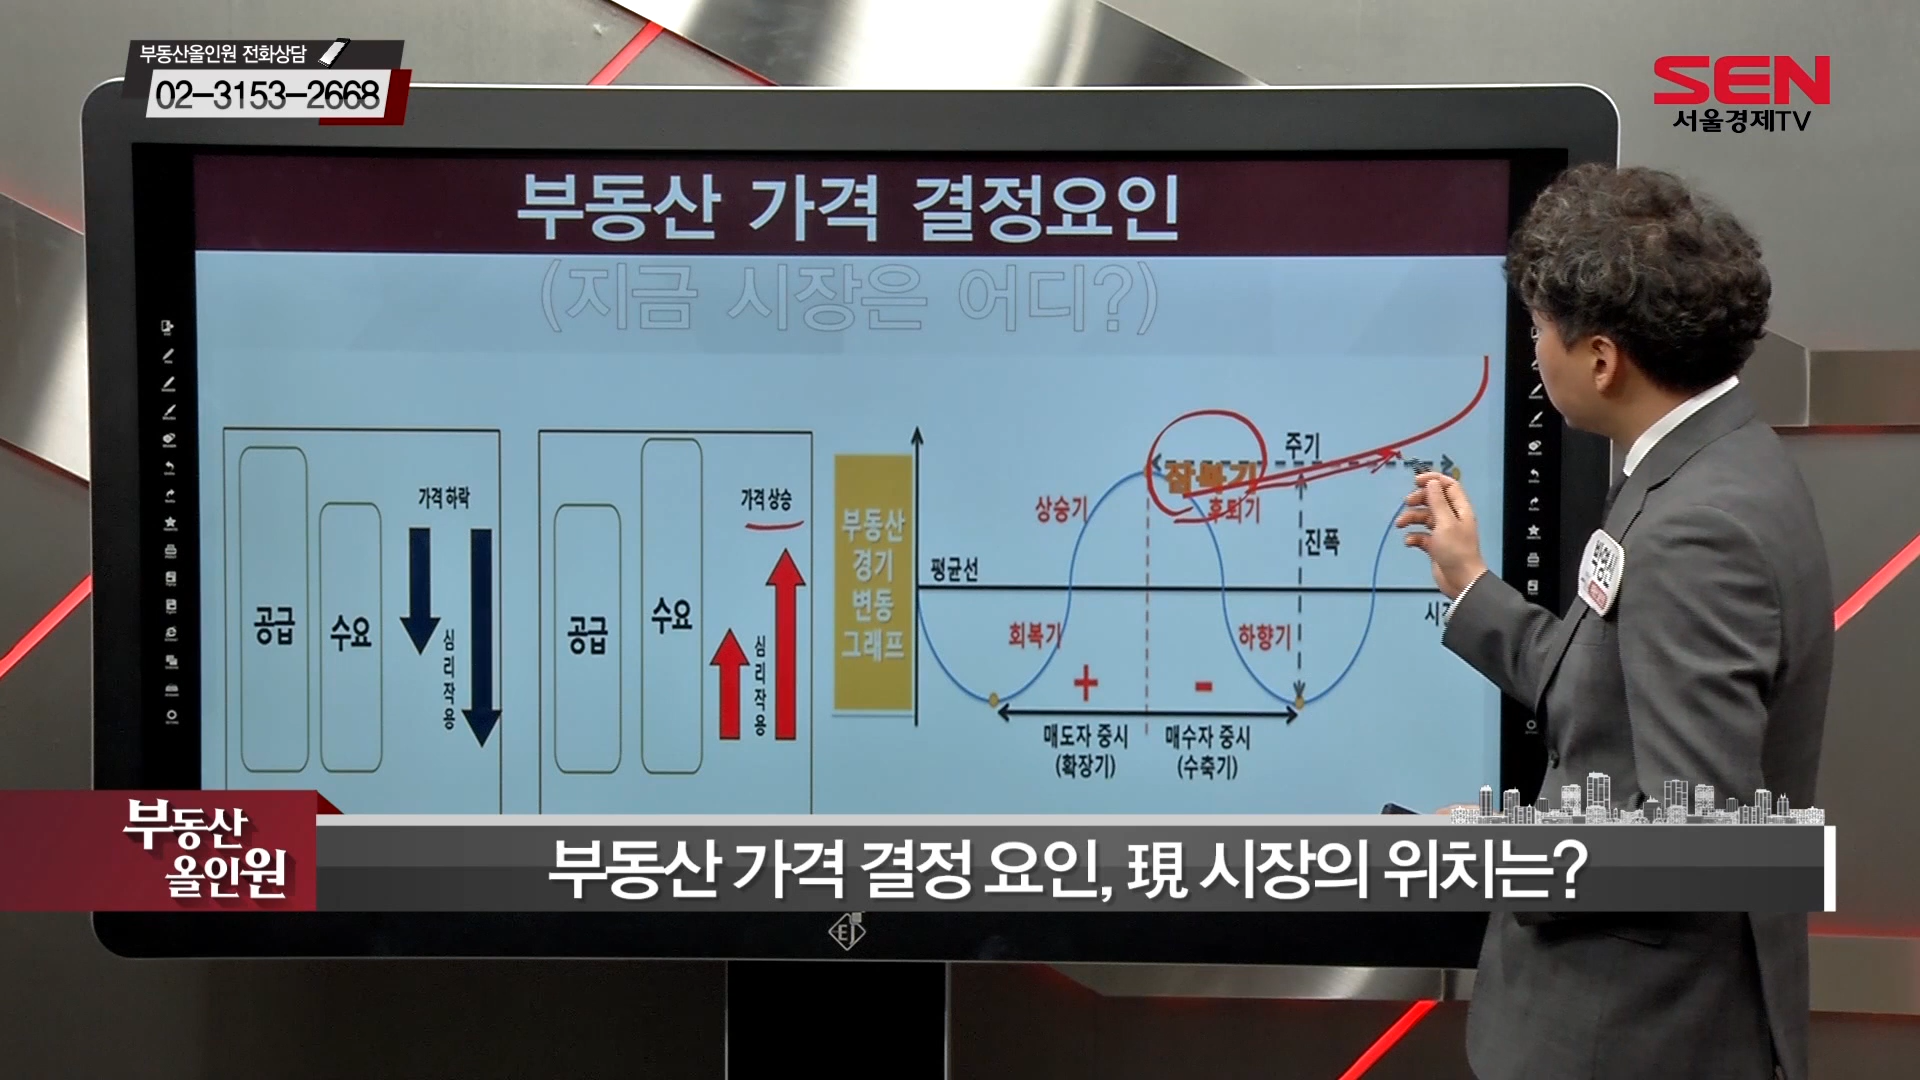 부동산올인원 전화상담
02-3153-2668
SEN
서울경제TV
부동산 가격 결정요인
(지금 시장은 어디?)
공급
수요
가격 하락
심리작용
공급
수요
가격 상승
심리작용
부동산
경기
변동
그래프
평균선
상승기
회복기
후퇴기
하향기
주기
진폭
+
-
매도자 중시
(확장기)
매수자 중시
(수축기)
EJ
부동산
올인원
부동산 가격 결정 요인, 現 시장의 위치는?